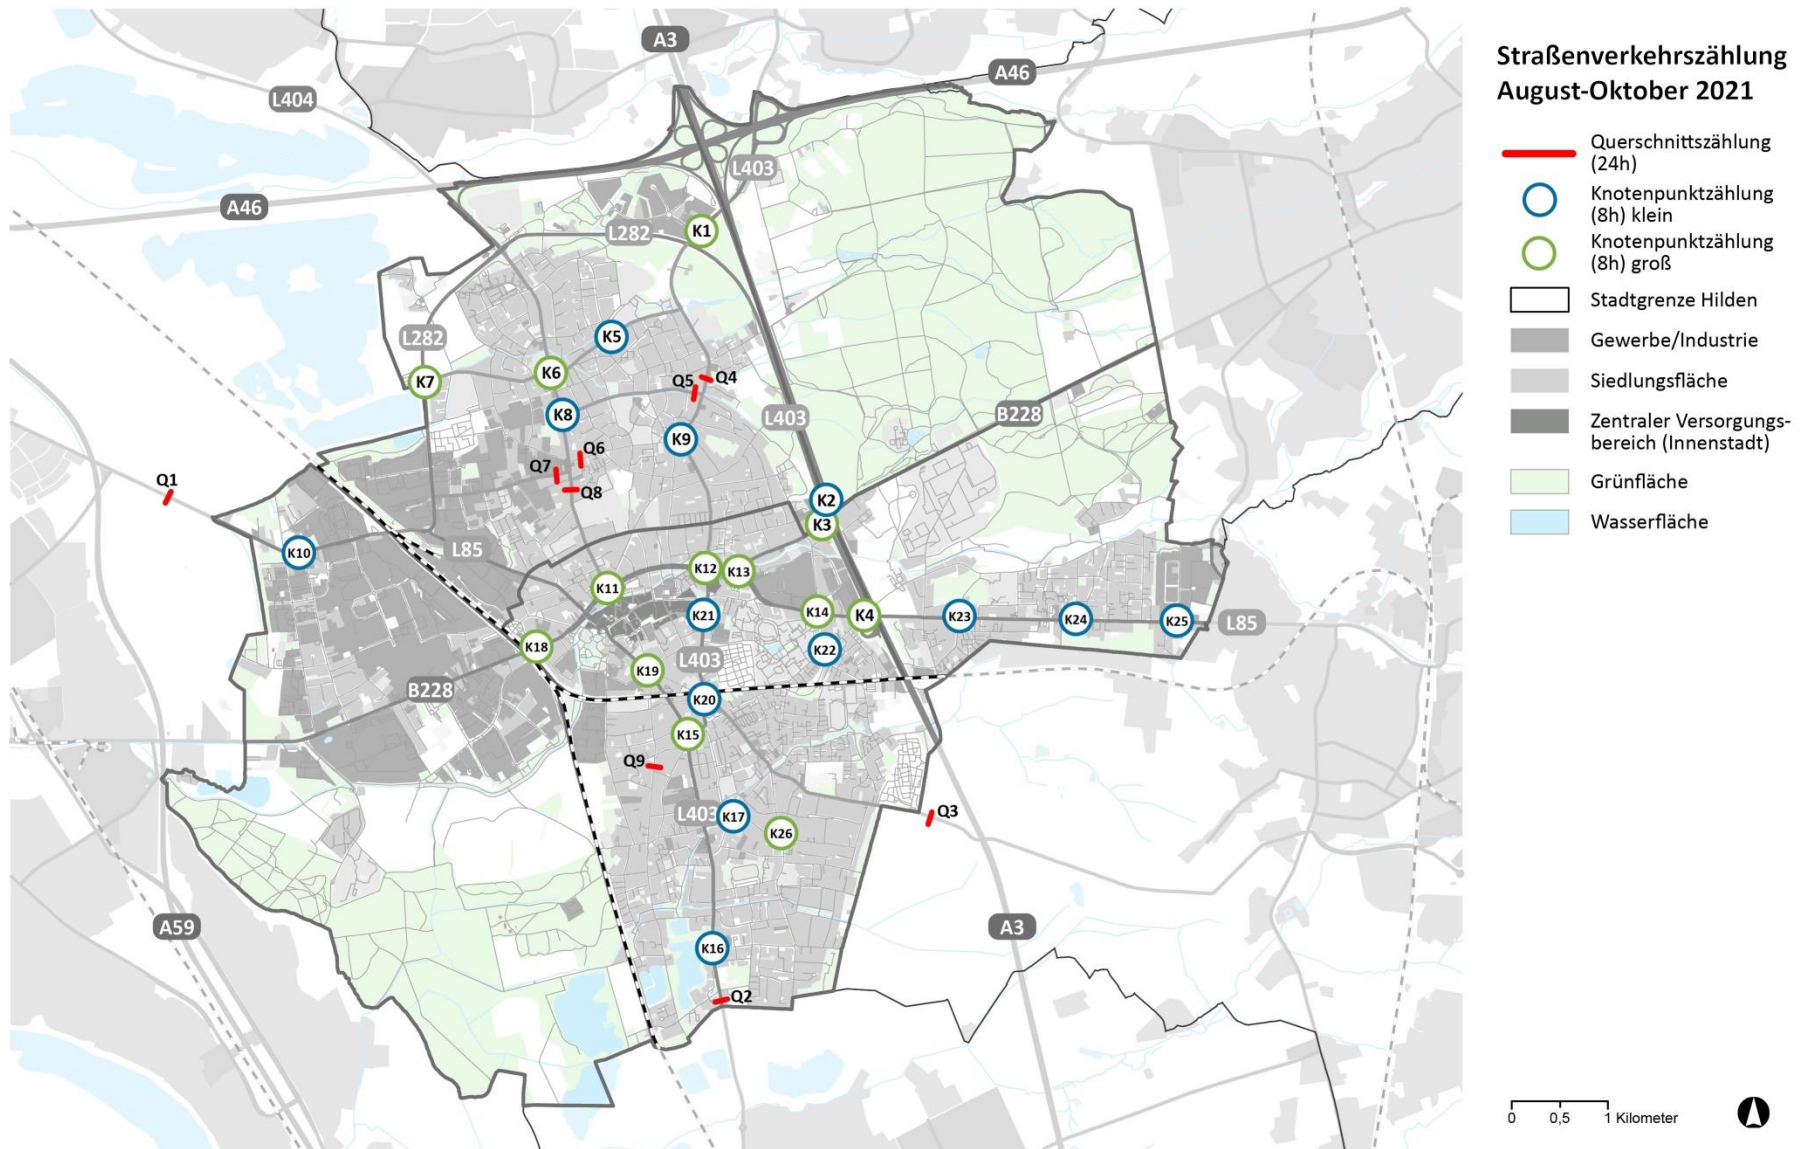 A3
A46
L404
L403
A46
L282
K1
L282
K5
K6
K7
Q5
Q4
K8
L403
B228
K9
Q6
Q7
Q1
Q8
K2
K3
K10
L85
K12
K13
K11
K21
K14
K4
K23
K24
K25
L85
K18
K22
K19
L403
B228
K20
K15
Q9
L403
K17
K26
Q3
A59
A3
K16
Q2
Straßenverkehrszählung
August-Oktober 2021
Querschnittszählung
(24h)
Knotenpunktzählung
(8h) klein
Knotenpunktzählung
(8h) groß
Stadtgrenze Hilden
Gewerbe/Industrie
Siedlungsfläche
Zentraler Versorgungs-
bereich (Innenstadt)
Grünfläche
Wasserfläche
0 0,5 1 Kilometer